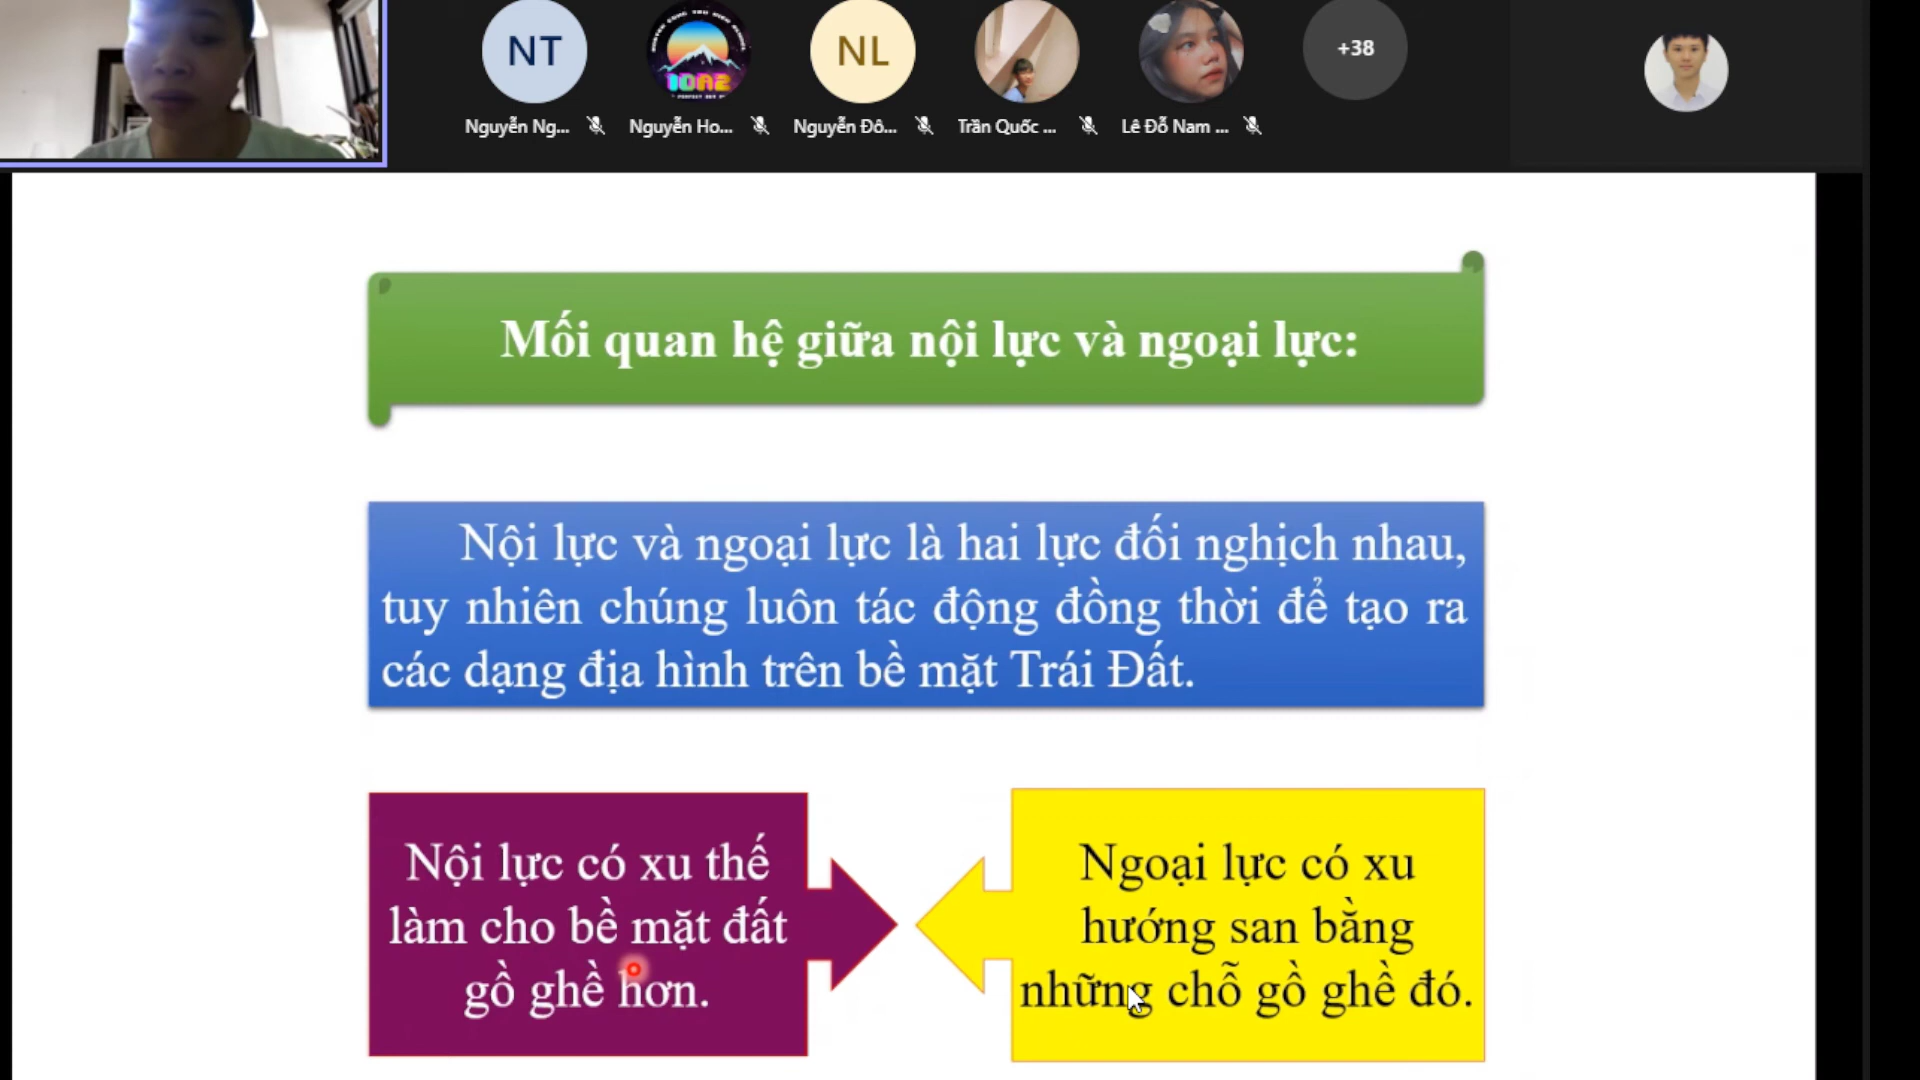 NT
NL
+38
10A2
Nguyễn Ng...
Nguyễn Ho...
Nguyễn Đô...
Trần Quốc ...
Lê Đỗ Nam ...
Mối quan hệ giữa nội lực và ngoại lực:
Nội lực và ngoại lực là hai lực đối nghịch nhau,
tuy nhiên chúng luôn tác động đồng thời để tạo ra
các dạng địa hình trên bề mặt Trái Đất.
Nội lực có xu thế
làm cho bề mặt đất
gồ ghề hơn.
Ngoại lực có xu
hướng san bằng
những chỗ gồ ghề đó.